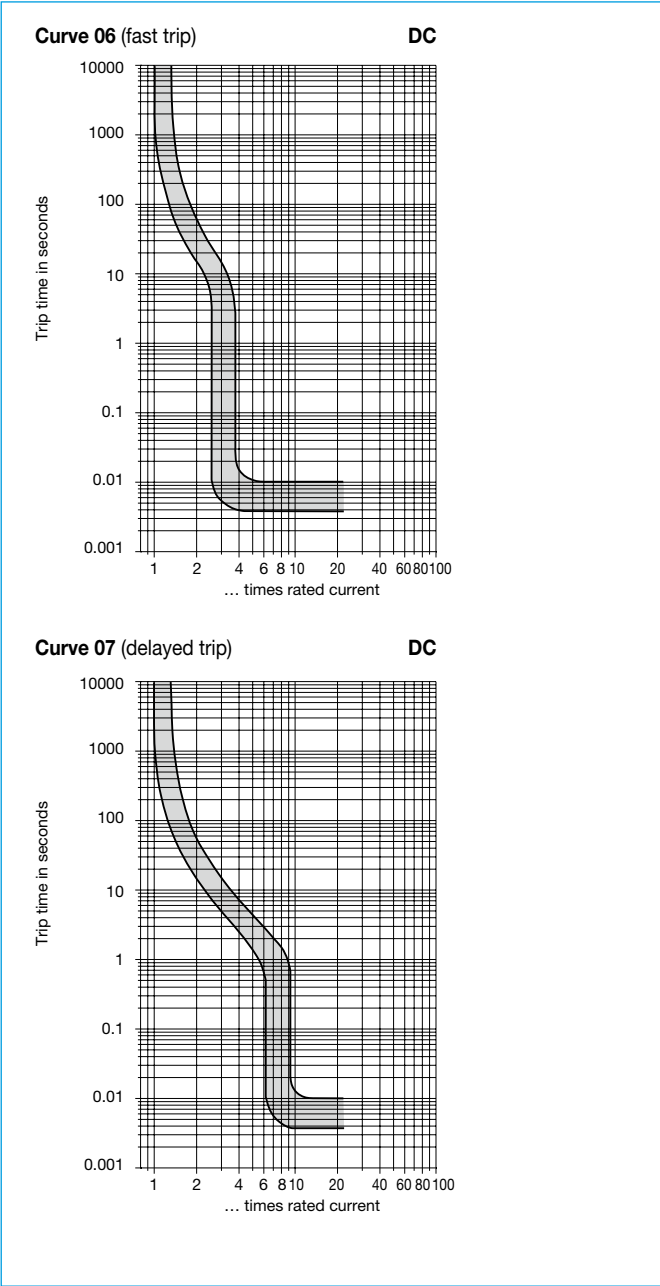 Curve 06 (fast trip) DC
10000
1000
100
10
1
0.1
0.01
0.001
Trip time in seconds
1 2 4 6 8 10 20 40 60 80 100
... times rated current
Curve 07 (delayed trip) DC
10000
1000
100
10
1
0.1
0.01
0.001
Trip time in seconds
1 2 4 6 8 10 20 40 60 80 100
... times rated current